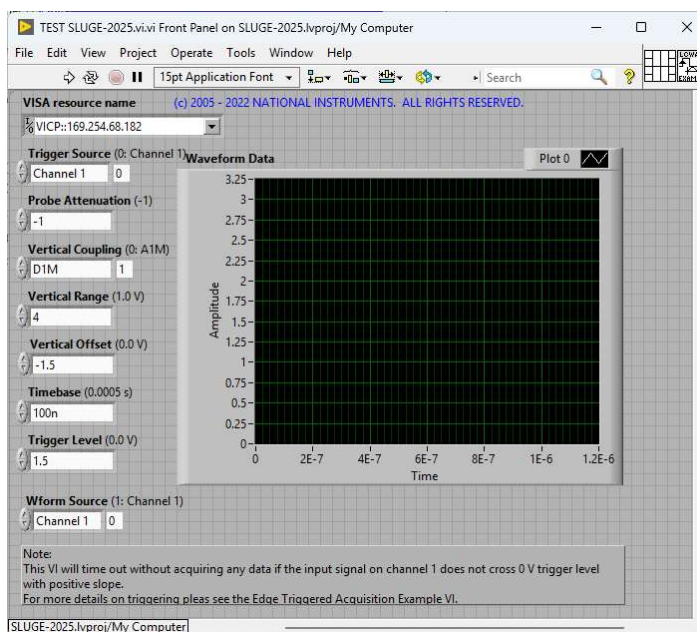 TEST SLUGE-2025.vi.vi Front Panel on SLUGE-2025.lvproj/My Computer
File Edit View Project Operate Tools Window Help
15pt Application Font Search
VISA resource name (c) 2005 - 2022 NATIONAL INSTRUMENTS. ALL RIGHTS RESERVED.
VICP::169.254.68.182
Trigger Source (0: Channel 1)
Channel 1 0
Probe Attenuation (-1)
-1
Vertical Coupling (0: A1M)
D1M 1
Vertical Range (1.0 V)
4
Vertical Offset (0.0 V)
-1.5
Timebase (0.0005 s)
100n
Trigger Level (0.0 V)
1.5
Wform Source (1: Channel 1)
Channel 1 0
Waveform Data Plot 0
Amplitude
3.25
3
2.75
2.5
2.25
2
1.75
1.5
1.25
1
0.75
0.5
0.25
0
0 2E-7 4E-7 6E-7 8E-7 1E-6 1.2E-6
Time
Note:
This VI will time out without acquiring any data if the input signal on channel 1 does not cross 0 V trigger level
with positive slope.
For more details on triggering pleas see the Edge Triggered Acquisition Example VI.
SLUGE-2025.lvproj/My Computer